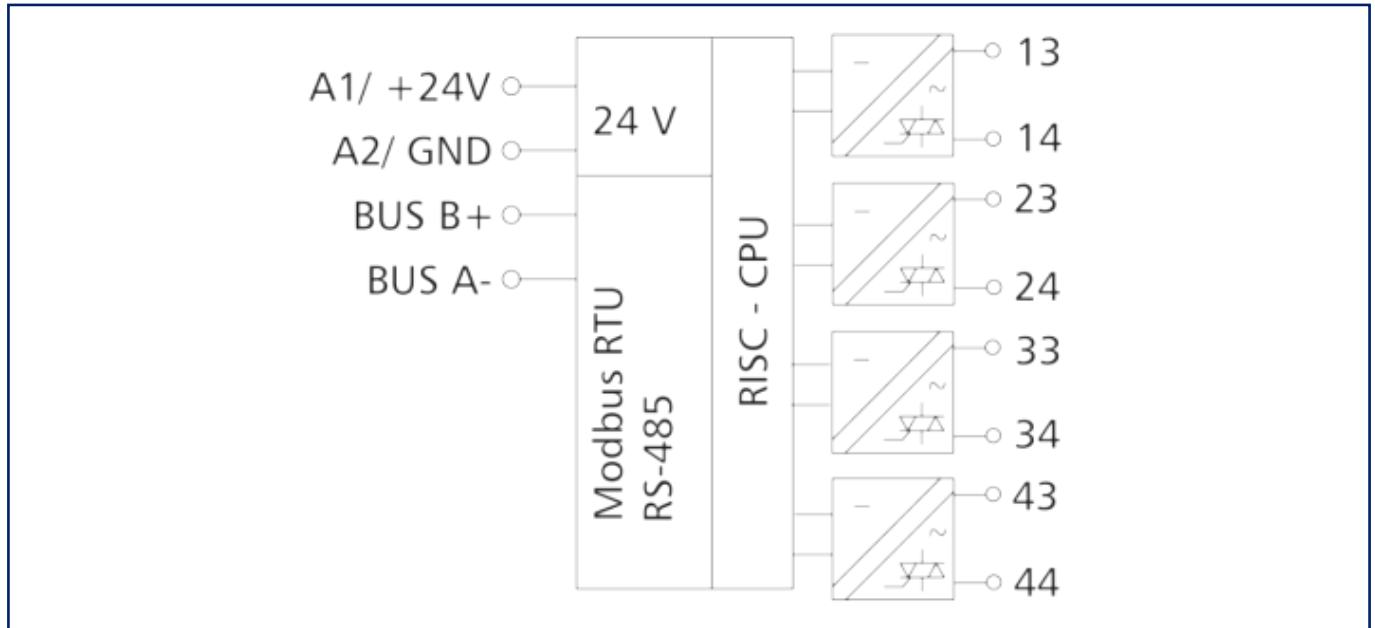 A1/ +24V
A2/ GND
BUS B+
BUS A-
24 V
Modbus RTU
RS-485
RISC - CPU
13
14
23
24
33
34
43
44